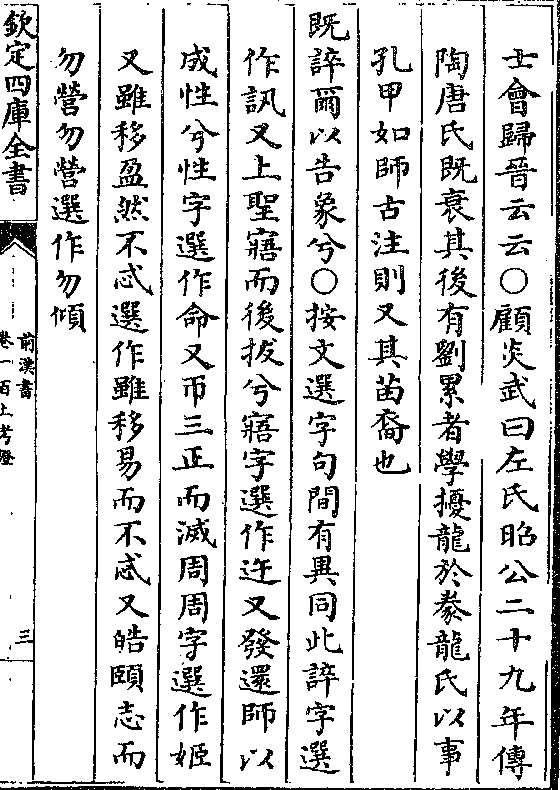 士會歸晉云云○顧炎武曰左氏昭公二十九年傳
陶唐氏既衰其後有劉累者學擾龍於豢龍氏以事
孔甲如師古注則又其苗裔也
既誶爾以告象兮○按文選字句間有異同此誶字選
作訊又上聖寤而後拔兮寤字選作迕又發還師以
成性兮性字選作命又帀三正而滅周周字選作姬
又雖移盈然不忒選作雖移易而不忒又皓頤志而
勿營勿營選作勿傾
欽定四庫全書
前漢書
卷一百上考證
三